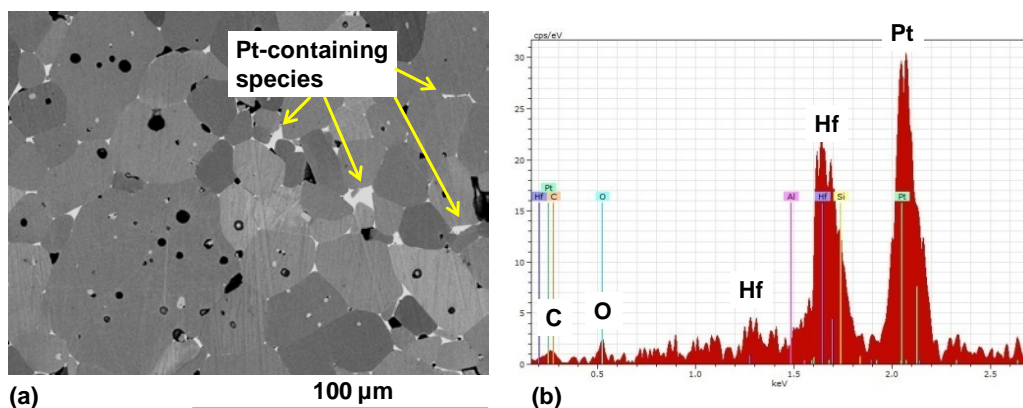 Pt-containing
species
(a)
100 µm
cps/eV
30
25
20
15
10
5
0
Pt
Hf
Hf
C
O
Hf
Pt
C
O
Al
Hf
Si
Pt
0.5
1.0
1.5
2.0
2.5
keV
(b)